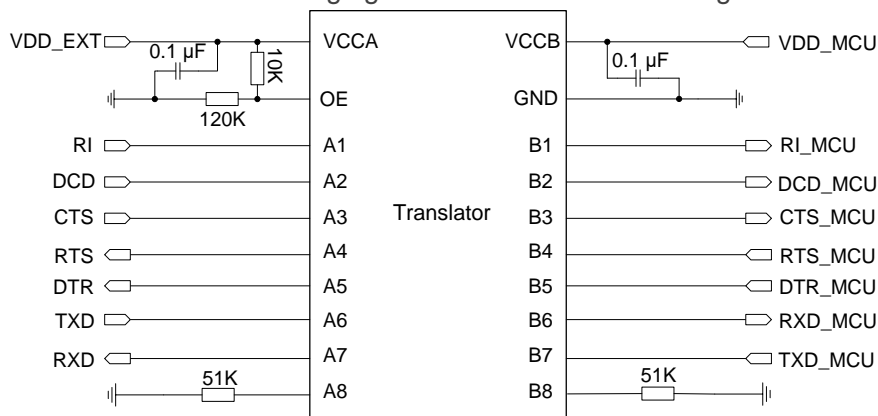 VDD_EXT
0.1 µF
10K
VCCA
VCCB
0.1 µF
VDD_MCU
120K
OE
GND
RI
A1
B1
RI_MCU
DCD
A2
B2
DCD_MCU
CTS
A3
Translator
B3
CTS_MCU
RTS
A4
B4
RTS_MCU
DTR
A5
B5
DTR_MCU
TXD
A6
B6
RXD_MCU
RXD
A7
B7
TXD_MCU
51K
A8
B8
51K